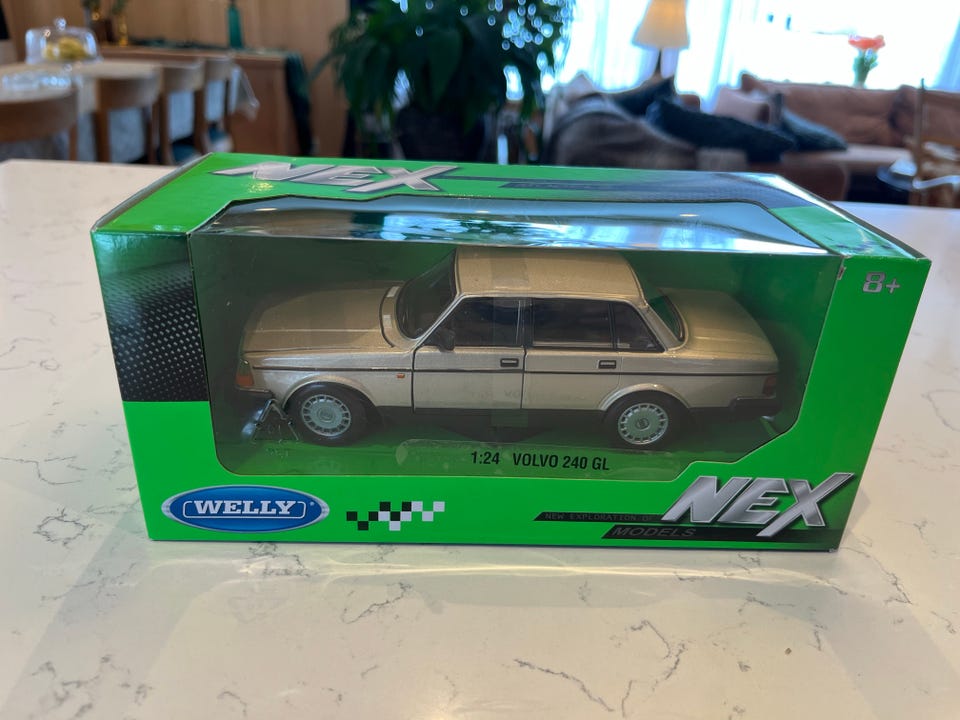 NEX
8+
1:24 VOLVO 240 GL
WELLY
NEW EXPLORATION OF
MODELS
NEX